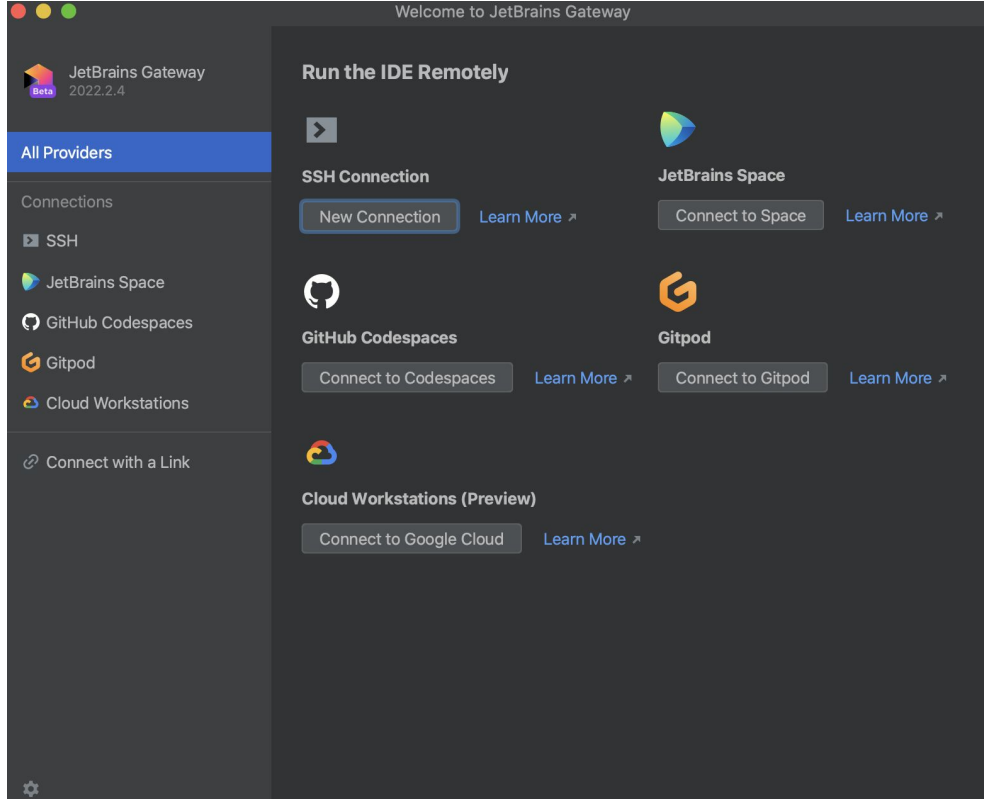 Welcome to JetBrains Gateway
JetBrains Gateway
Beta
2022.2.4
All Providers
Connections
SSH
JetBrains Space
GitHub Codespaces
Gitpod
Cloud Workstations
Connect with a Link
Run the IDE Remotely
SSH Connection
New Connection Learn More ↗
JetBrains Space
Connect to Space Learn More ↗
GitHub Codespaces
Connect to Codespaces Learn More ↗
Gitpod
Connect to Gitpod Learn More ↗
Cloud Workstations (Preview)
Connect to Google Cloud Learn More ↗